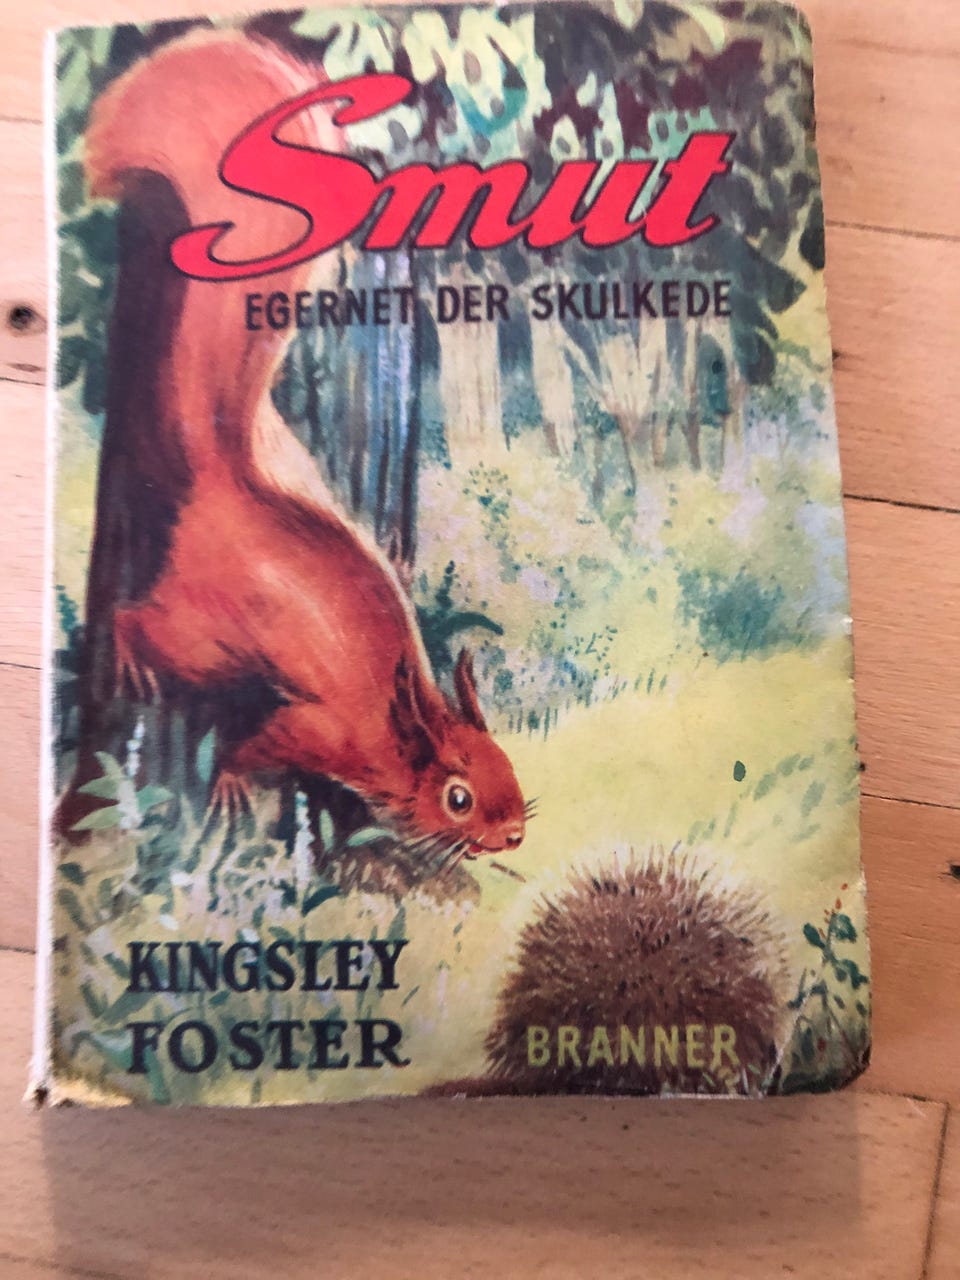 Smut
EGERNET DER SKULKEDE
KINGSLEY
FOSTER
BRANNER